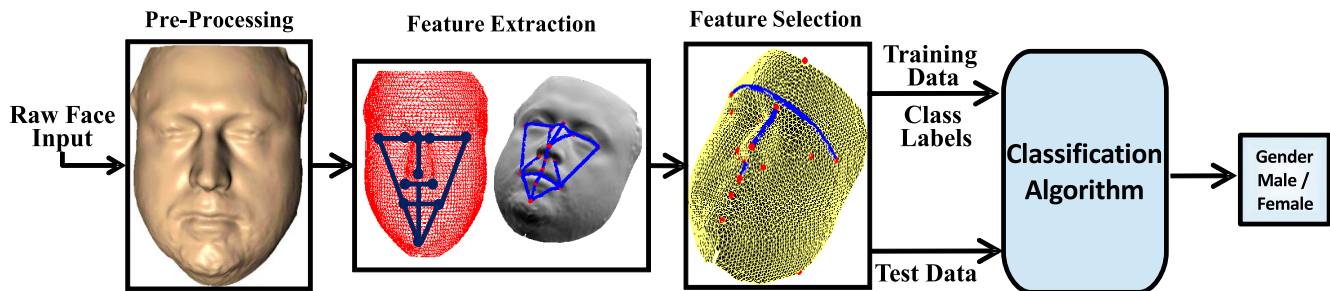 Pre-Processing
Feature Extraction
Feature Selection
Raw Face
Input
Training
Data
Class
Labels
Test Data
Classification
Algorithm
Gender
Male /
Female